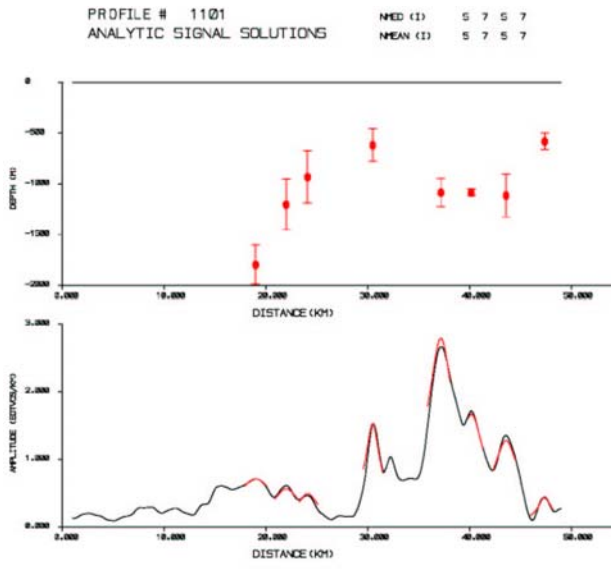 PROFILE # 1101 NMED (I) 5 7 5 7
ANALYTIC SIGNAL SOLUTIONS NMEAN (I) 5 7 5 7
0
-500
-1000
-1500
-2000
DEPTH (M)
0.000 10.000 20.000 30.000 40.000 50.000
DISTANCE (KM)
3.000
2.000
1.000
0.000
DISTANCE (KM)
0.000 10.000 20.000 30.000 40.000 50.000